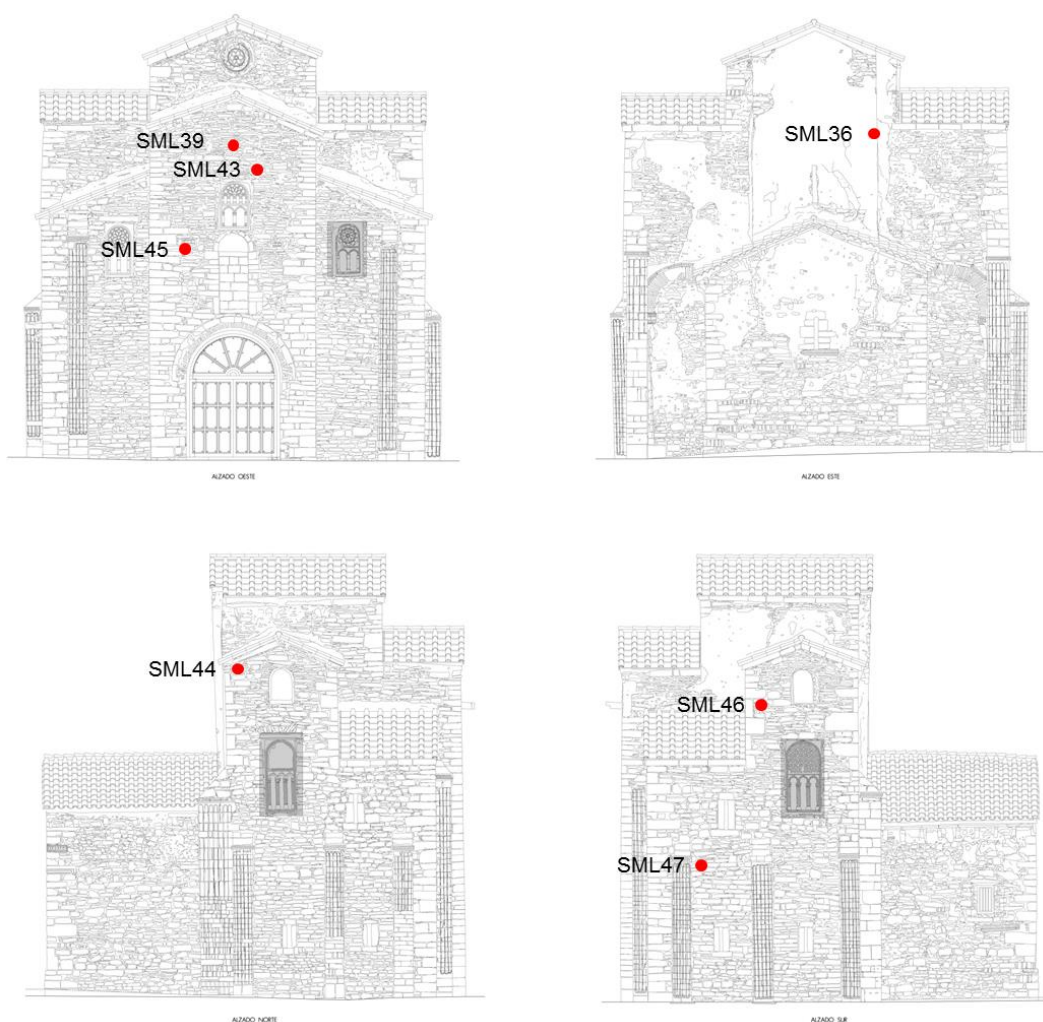 SML39
SML43
SML45
ALZADO OESTE
SML36
ALZADO ESTE
SML44
ALZADO NORTE
SML46
SML47
ALZADO SUR